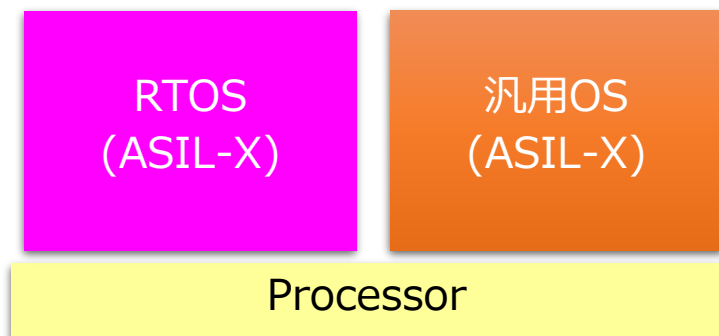 RTOS
(ASIL-X)
汎用OS
(ASIL-X)
Processor